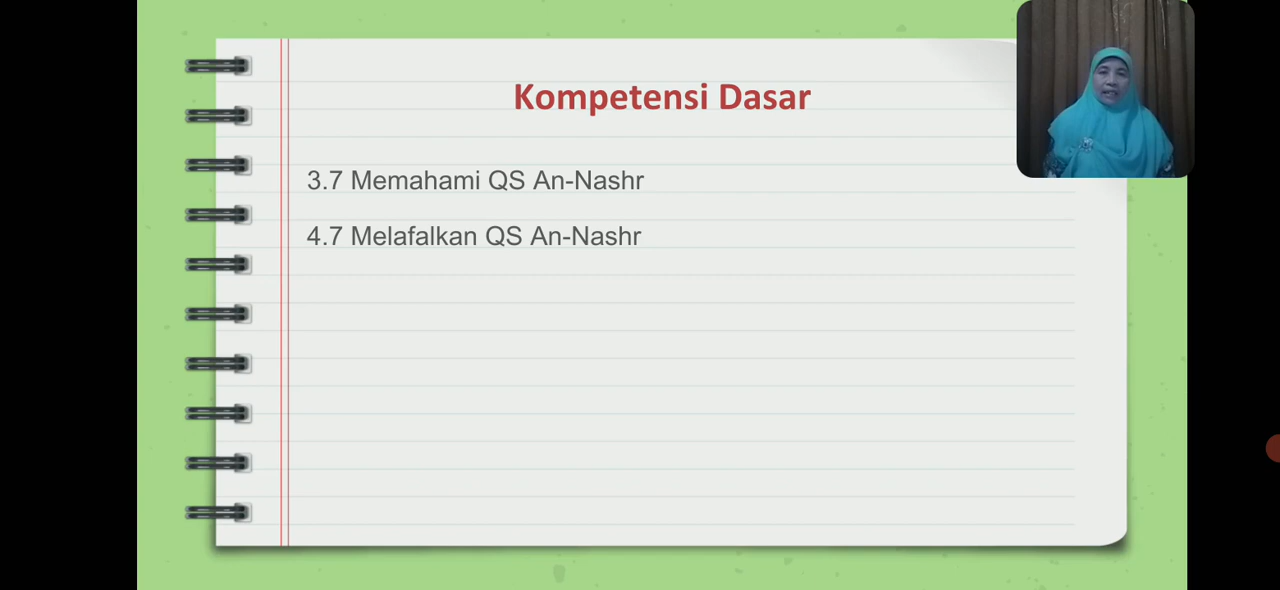 Kompetensi Dasar
3.7 Memahami QS An-Nashr
4.7 Melafalkan QS An-Nashr